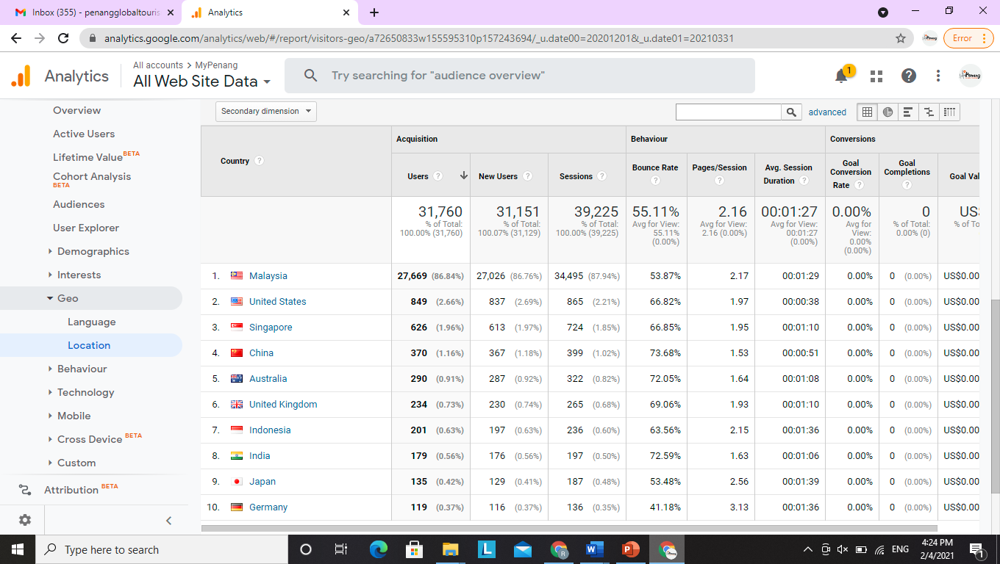 Inbox (355) - penangglobaltouris
Analytics
analytics.google.com/analytics/web/#/report/visitors-geo/a72650833w155595310p157243694/_u.date00=20201201&_u.date01=20210331
Error
Analytics
All accounts > MyPenang
All Web Site Data
Try searching for "audience overview"
1
Overview
Active Users
Lifetime Value BETA
Cohort Analysis
BETA
Audiences
User Explorer
Demographics
Interests
Geo
Language
Location
Behaviour
Technology
Mobile
Cross Device BETA
Custom
Attribution BETA
Secondary dimension
advanced
Country ?
Acquisition
Behaviour
Conversions
Users ?
New Users ?
Sessions ?
Bounce Rate ?
Pages/Session ?
Avg. Session Duration ?
Goal Conversion Rate ?
Goal Completions ?
Goal Val
31,760 % of Total: 100.00% (31,760)
31,151 % of Total: 100.07% (31,129)
39,225 % of Total: 100.00% (39,225)
55.11% Avg for View: 55.11% (0.00%)
2.16 Avg for View: 2.16 (0.00%)
00:01:27 Avg for View: 00:01:27 (0.00%)
0.00% Avg for View: 0.00% (0.00%)
0 % of Total: 0.00% (0)
US % of To
1. Malaysia 27,669 (86.84%) 27,026 (86.76%) 34,495 (87.94%) 53.87% 2.17 00:01:29 0.00% 0 (0.00%) US$0.00
2. United States 849 (2.66%) 837 (2.69%) 865 (2.21%) 66.82% 1.97 00:00:38 0.00% 0 (0.00%) US$0.00
3. Singapore 626 (1.96%) 613 (1.97%) 724 (1.85%) 66.85% 1.95 00:01:10 0.00% 0 (0.00%) US$0.00
4. China 370 (1.16%) 367 (1.18%) 399 (1.02%) 73.68% 1.53 00:00:51 0.00% 0 (0.00%) US$0.00
5. Australia 290 (0.91%) 287 (0.92%) 322 (0.82%) 72.05% 1.64 00:01:08 0.00% 0 (0.00%) US$0.00
6. United Kingdom 234 (0.73%) 230 (0.74%) 265 (0.68%) 69.06% 1.93 00:01:10 0.00% 0 (0.00%) US$0.00
7. Indonesia 201 (0.63%) 197 (0.63%) 236 (0.60%) 63.56% 2.15 00:01:36 0.00% 0 (0.00%) US$0.00
8. India 179 (0.56%) 176 (0.56%) 197 (0.50%) 72.59% 1.63 00:01:06 0.00% 0 (0.00%) US$0.00
9. Japan 135 (0.42%) 129 (0.41%) 187 (0.48%) 53.48% 2.56 00:01:39 0.00% 0 (0.00%) US$0.00
10. Germany 119 (0.37%) 116 (0.37%) 136 (0.35%) 41.18% 3.13 00:01:36 0.00% 0 (0.00%) US$0.00
Type here to search
ENG
4:24 PM
2/4/2021
1